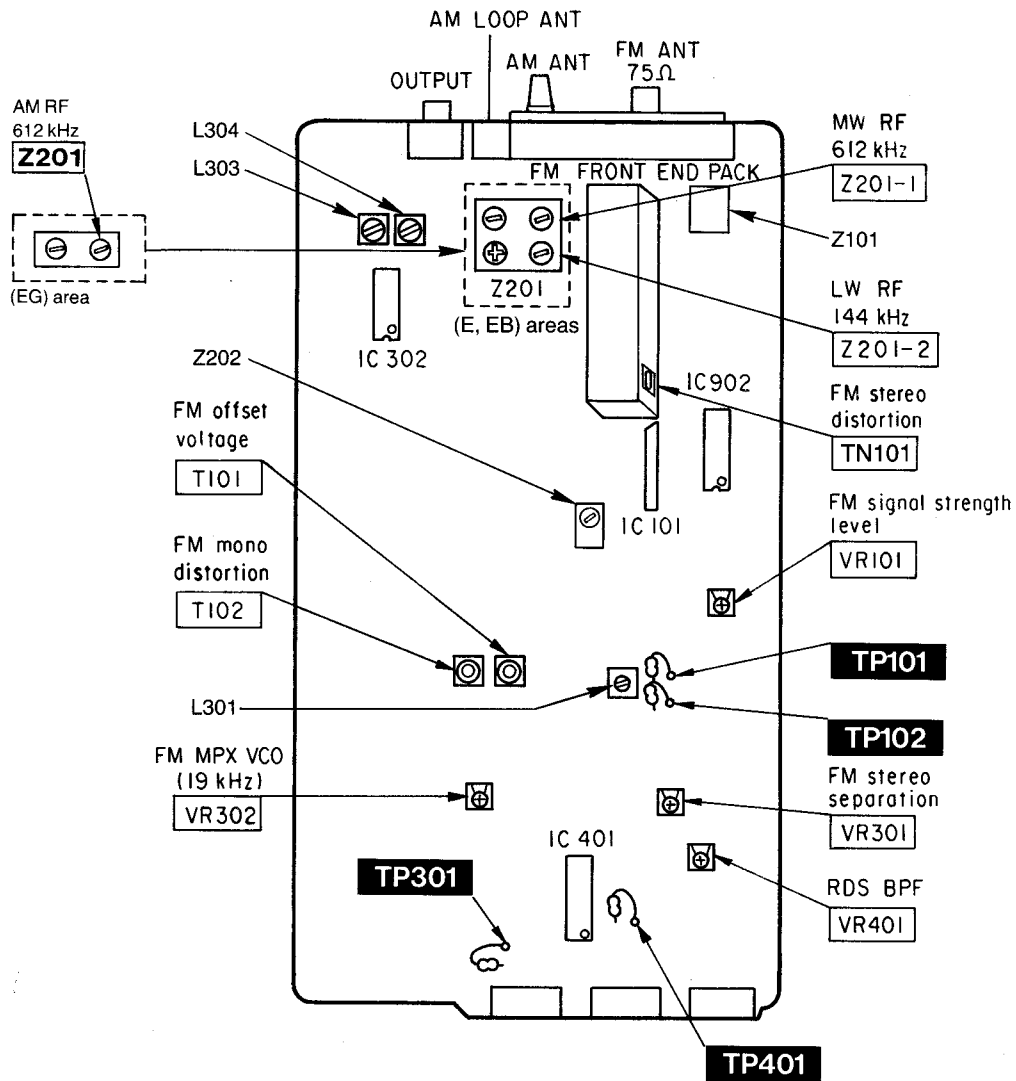 AM LOOP ANT
AM ANT
FM ANT
75Ω
OUTPUT
AM RF
612 kHz
Z201
(EG) area
L304
L303
FM FRONT END PACK
MW RF
612 kHz
Z201-1
Z101
LW RF
144 kHz
Z201-2
Z201
(E, EB) areas
IC 302
Z202
IC902
FM stereo
distortion
TN101
FM offset
voltage
T101
IC 101
FM signal strength
level
VR101
FM mono
distortion
T102
TP101
TP102
L301
FM MPX VCO
(19 kHz)
VR302
FM stereo
separation
VR301
IC 401
TP301
RDS BPF
VR401
TP401